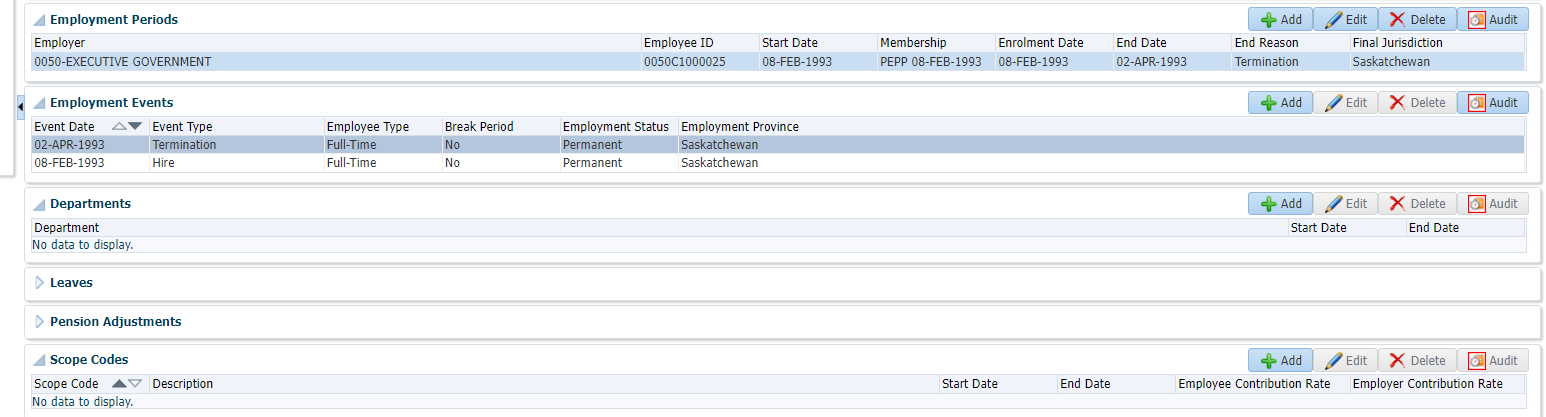 Employment Periods Add Edit Delete Audit
Employer Employee ID Start Date Membership Enrolment Date End Date End Reason Final Jurisdiction
0050-EXECUTIVE GOVERNMENT 0050C1000025 08-FEB-1993 PEPP 08-FEB-1993 08-FEB-1993 02-APR-1993 Termination Saskatchewan
Employment Events Add Edit Delete Audit
Event Date Event Type Employee Type Break Period Employment Status Employment Province
02-APR-1993 Termination Full-Time No Permanent Saskatchewan
08-FEB-1993 Hire Full-Time No Permanent Saskatchewan
Departments Add Edit Delete Audit
Department Start Date End Date
No data to display.
Leaves
Pension Adjustments
Scope Codes Add Edit Delete Audit
Scope Code Description Start Date End Date Employee Contribution Rate Employer Contribution Rate
No data to display.